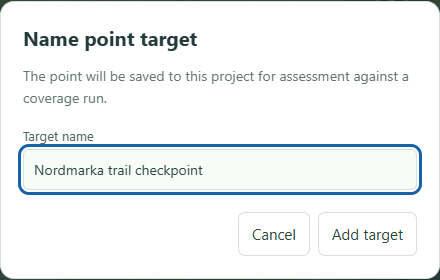 Name point target
The point will be saved to this project for assessment against a
coverage run.
Target name
Nordmarka trail checkpoint
Cancel
Add target